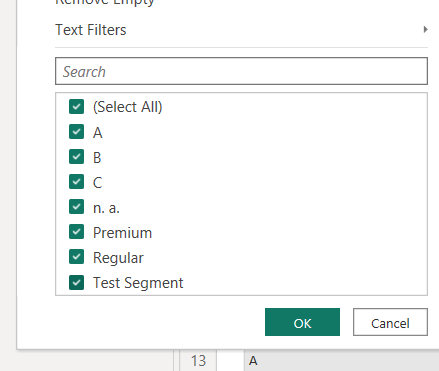 Remove Empty
Text Filters
Search
(Select All)
A
B
C
n. a.
Premium
Regular
Test Segment
OK Cancel
13 A